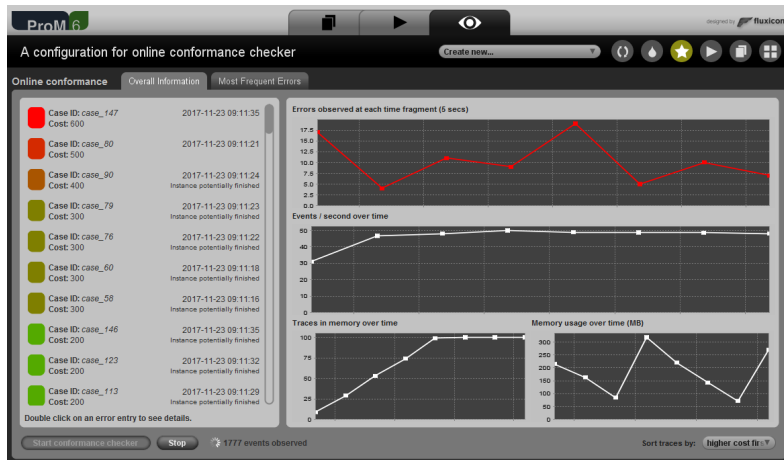 ProM 6
designed by fluxicon
A configuration for online conformance checker
Create new...
Online conformance
Overall Information
Most Frequent Errors
Case ID: case_147 2017-11-23 09:11:35
Cost: 600
Case ID: case_80 2017-11-23 09:11:21
Cost: 500
Case ID: case_90 2017-11-23 09:11:24
Cost: 400 Instance potentially finished
Case ID: case_79 2017-11-23 09:11:23
Cost: 300 Instance potentially finished
Case ID: case_76 2017-11-23 09:11:22
Cost: 300 Instance potentially finished
Case ID: case_60 2017-11-23 09:11:18
Cost: 300 Instance potentially finished
Case ID: case_58 2017-11-23 09:11:16
Cost: 300 Instance potentially finished
Case ID: case_146 2017-11-23 09:11:35
Cost: 200 Instance potentially finished
Case ID: case_123 2017-11-23 09:11:32
Cost: 200 Instance potentially finished
Case ID: case_113 2017-11-23 09:11:29
Cost: 200 Instance potentially finished
Double click on an error entry to see details.
Errors observed at each time fragment (5 secs)
17.5
15.0
12.5
10.0
7.5
5.0
2.5
0.0
Events / second over time
50
40
30
20
10
0
Traces in memory over time
100
75
50
25
0
Memory usage over time (MB)
300
250
200
150
100
50
0
Start conformance checker
Stop
1777 events observed
Sort traces by:
higher cost firs